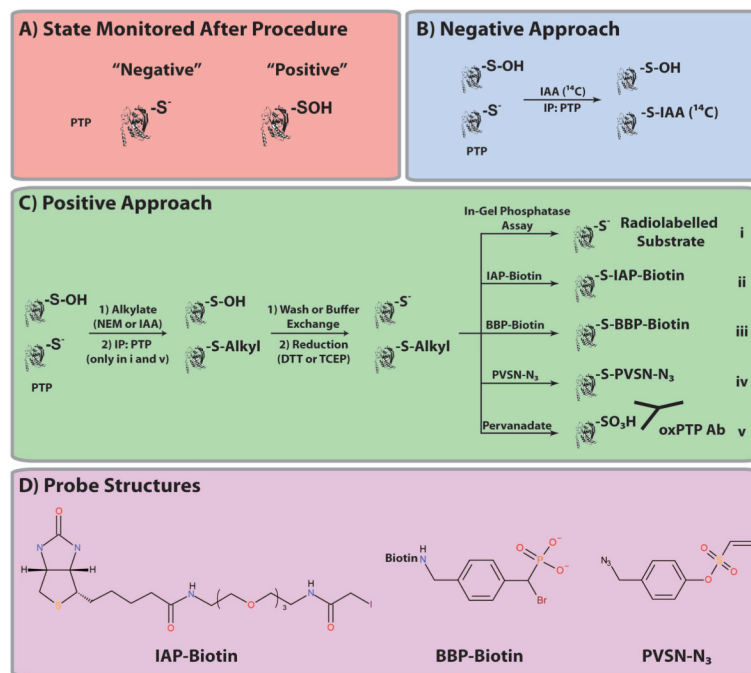 A) State Monitored After Procedure
"Negative"
"Positive"
PTP
-S⁻
-SOH
B) Negative Approach
-S-OH
-S⁻
PTP
IAA (¹⁴C)
IP: PTP
-S-OH
-S-IAA (¹⁴C)
C) Positive Approach
-S-OH
-S⁻
PTP
1) Alkylate
(NEM or IAA)
2) IP: PTP
(only in i and v)
-S-OH
-S-Alkyl
1) Wash or Buffer
Exchange
2) Reduction
(DTT or TCEP)
-S⁻
-S-Alkyl
In-Gel Phosphatase
Assay
-S⁻
Radiolabelled
Substrate
i
IAP-Biotin
-S-IAP-Biotin
ii
BBP-Biotin
-S-BBP-Biotin
iii
PVSN-N₃
-S-PVSN-N₃
iv
Pervanadate
-SO₃H
oxPTP Ab
v
D) Probe Structures
O
N
N
H
H
S
O
H
N
O
3
H
N
O
I
IAP-Biotin
Biotin
H
N
O
P
O⁻
O⁻
Br
BBP-Biotin
N₃
O
S
O
O
PVSN-N₃